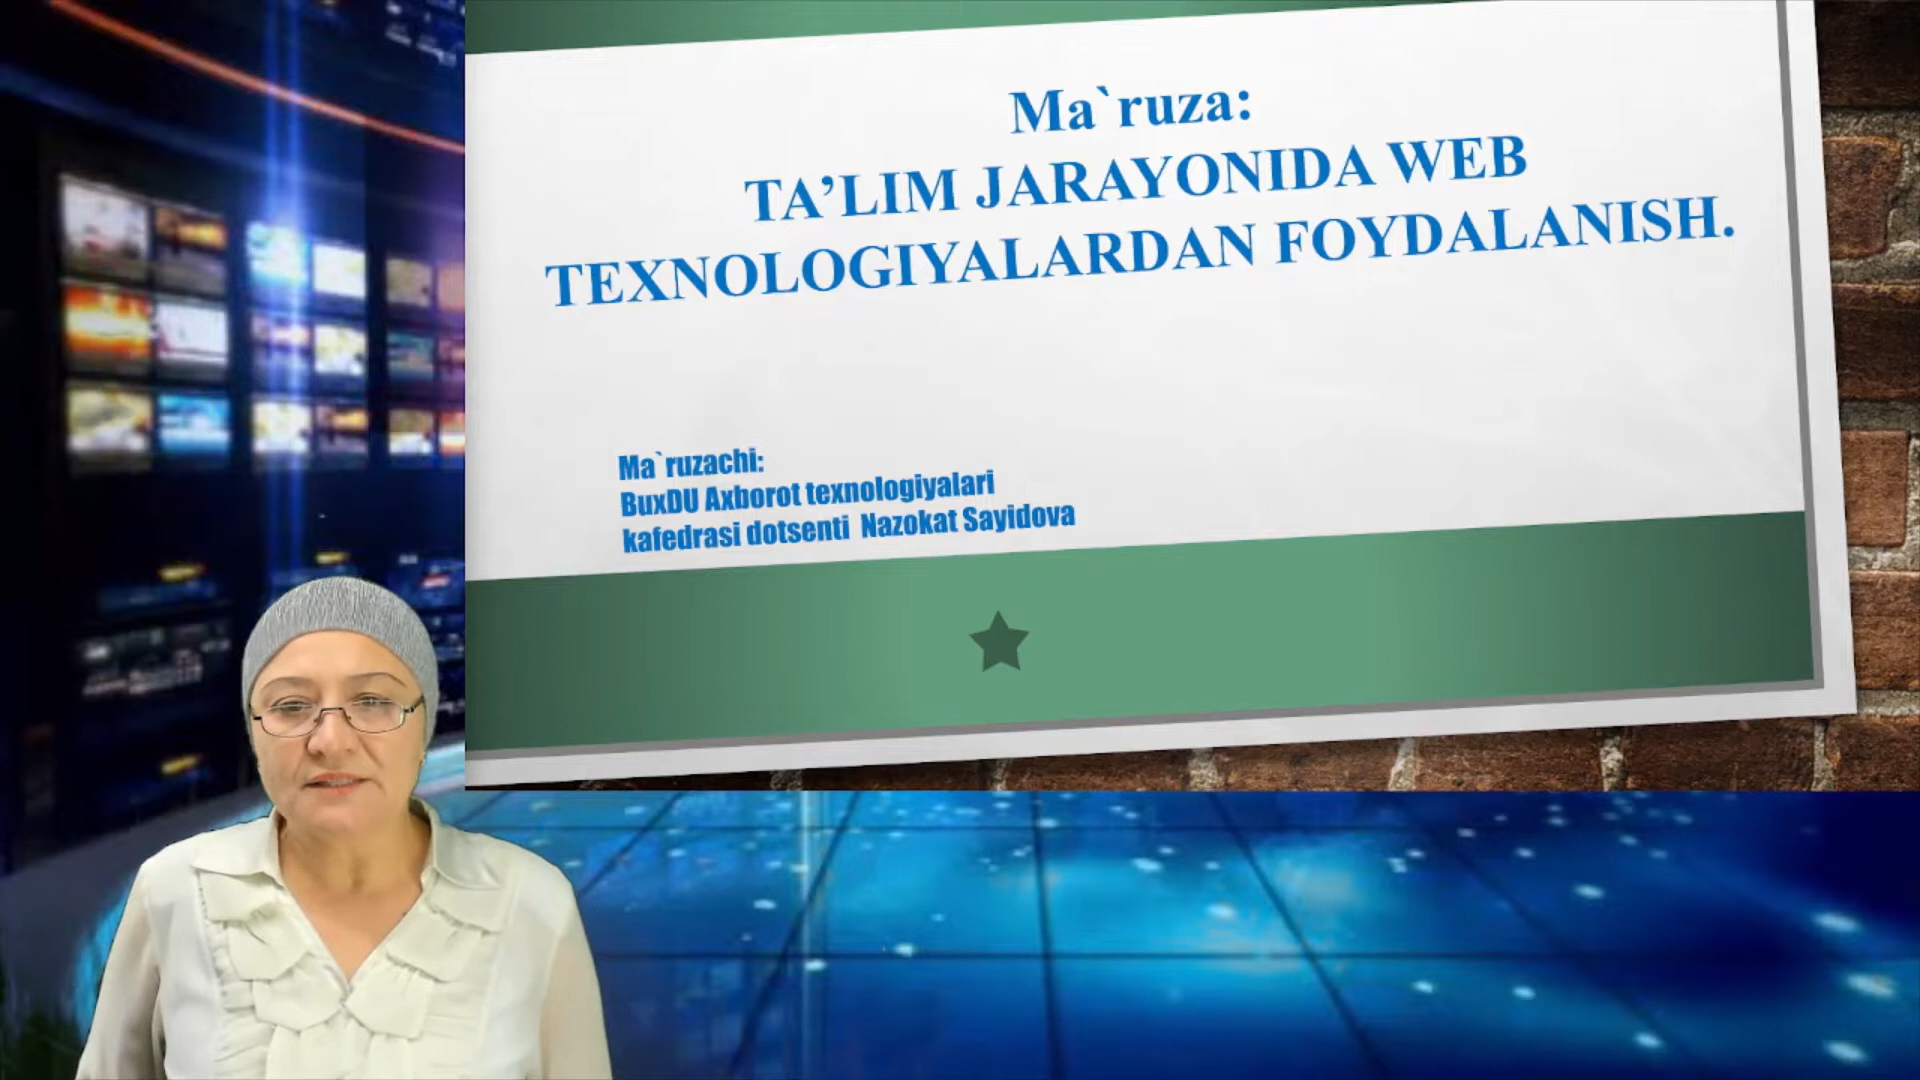 Ma`ruza:
TA’LIM JARAYONIDA WEB
TEXNOLOGIYALARDAN FOYDALANISH.
Ma`ruzachi:
BuxDU Axborot texnologiyalari
kafedrasi dotsenti Nazokat Sayidova